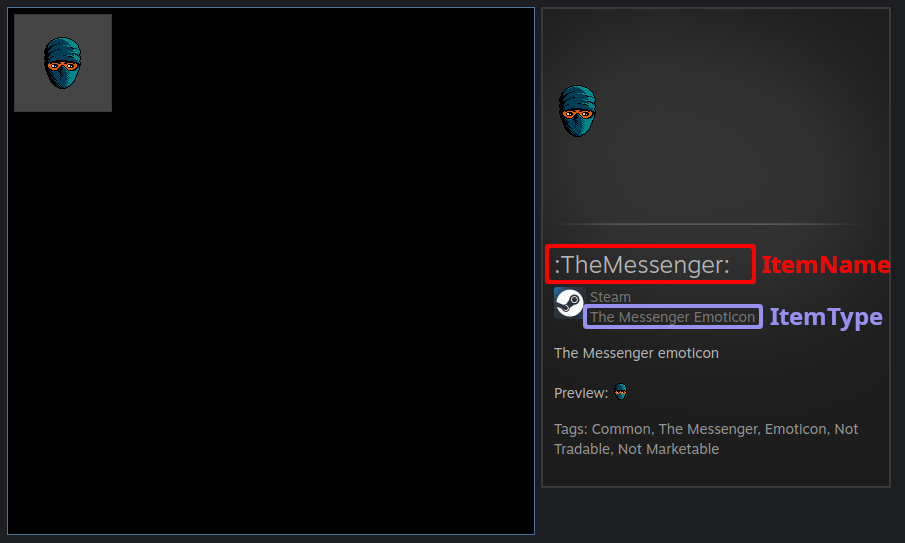 :TheMessenger: ItemName
Steam
The Messenger Emoticon ItemType
The Messenger emoticon
Preview:
Tags: Common, The Messenger, Emoticon, Not
Tradable, Not Marketable